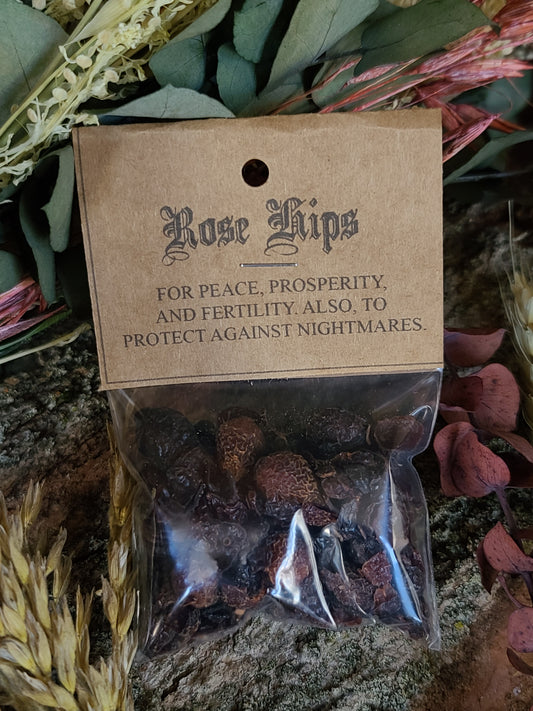 Rose Hips
FOR PEACE, PROSPERITY,
AND FERTILITY. ALSO, TO
PROTECT AGAINST NIGHTMARES.